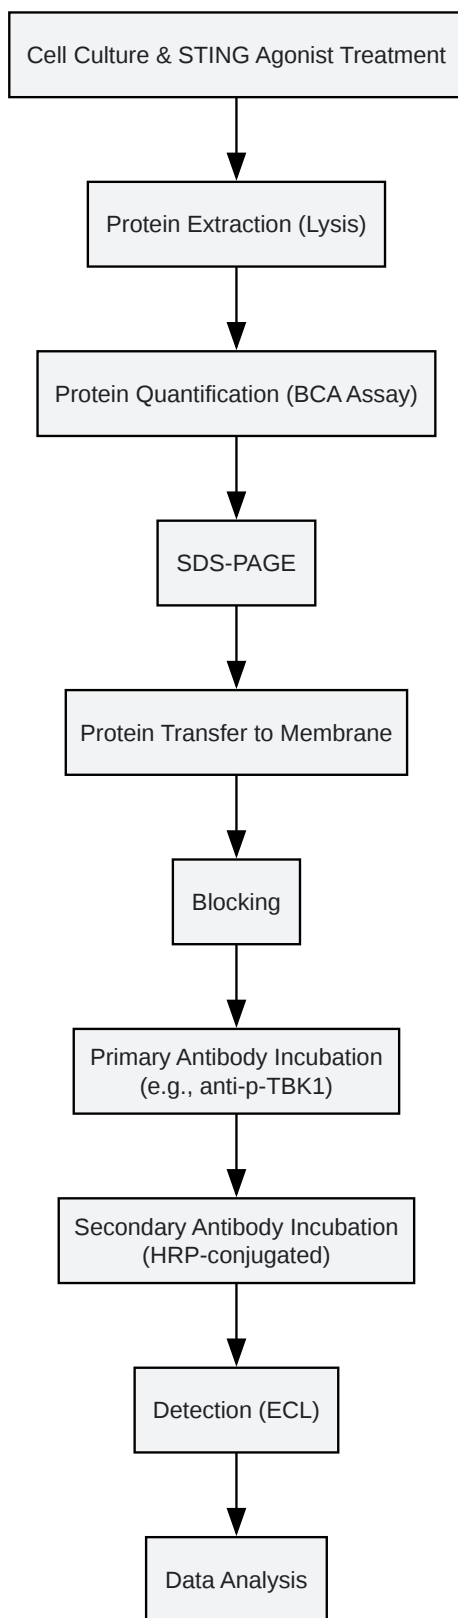 Cell Culture & STING Agonist Treatment
Protein Extraction (Lysis)
Protein Quantification (BCA Assay)
SDS-PAGE
Protein Transfer to Membrane
Blocking
Primary Antibody Incubation
(e.g., anti-p-TBK1)
Secondary Antibody Incubation
(HRP-conjugated)
Detection (ECL)
Data Analysis